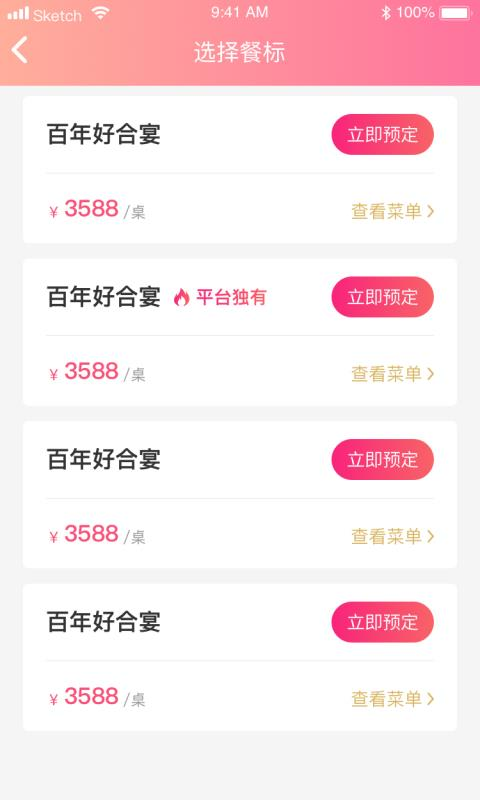 Sketch 9:41 AM 100%
选择餐标
百年好合宴 立即预定
¥ 3588 /桌 查看菜单
百年好合宴 平台独有 立即预定
¥ 3588 /桌 查看菜单
百年好合宴 立即预定
¥ 3588 /桌 查看菜单
百年好合宴 立即预定
¥ 3588 /桌 查看菜单